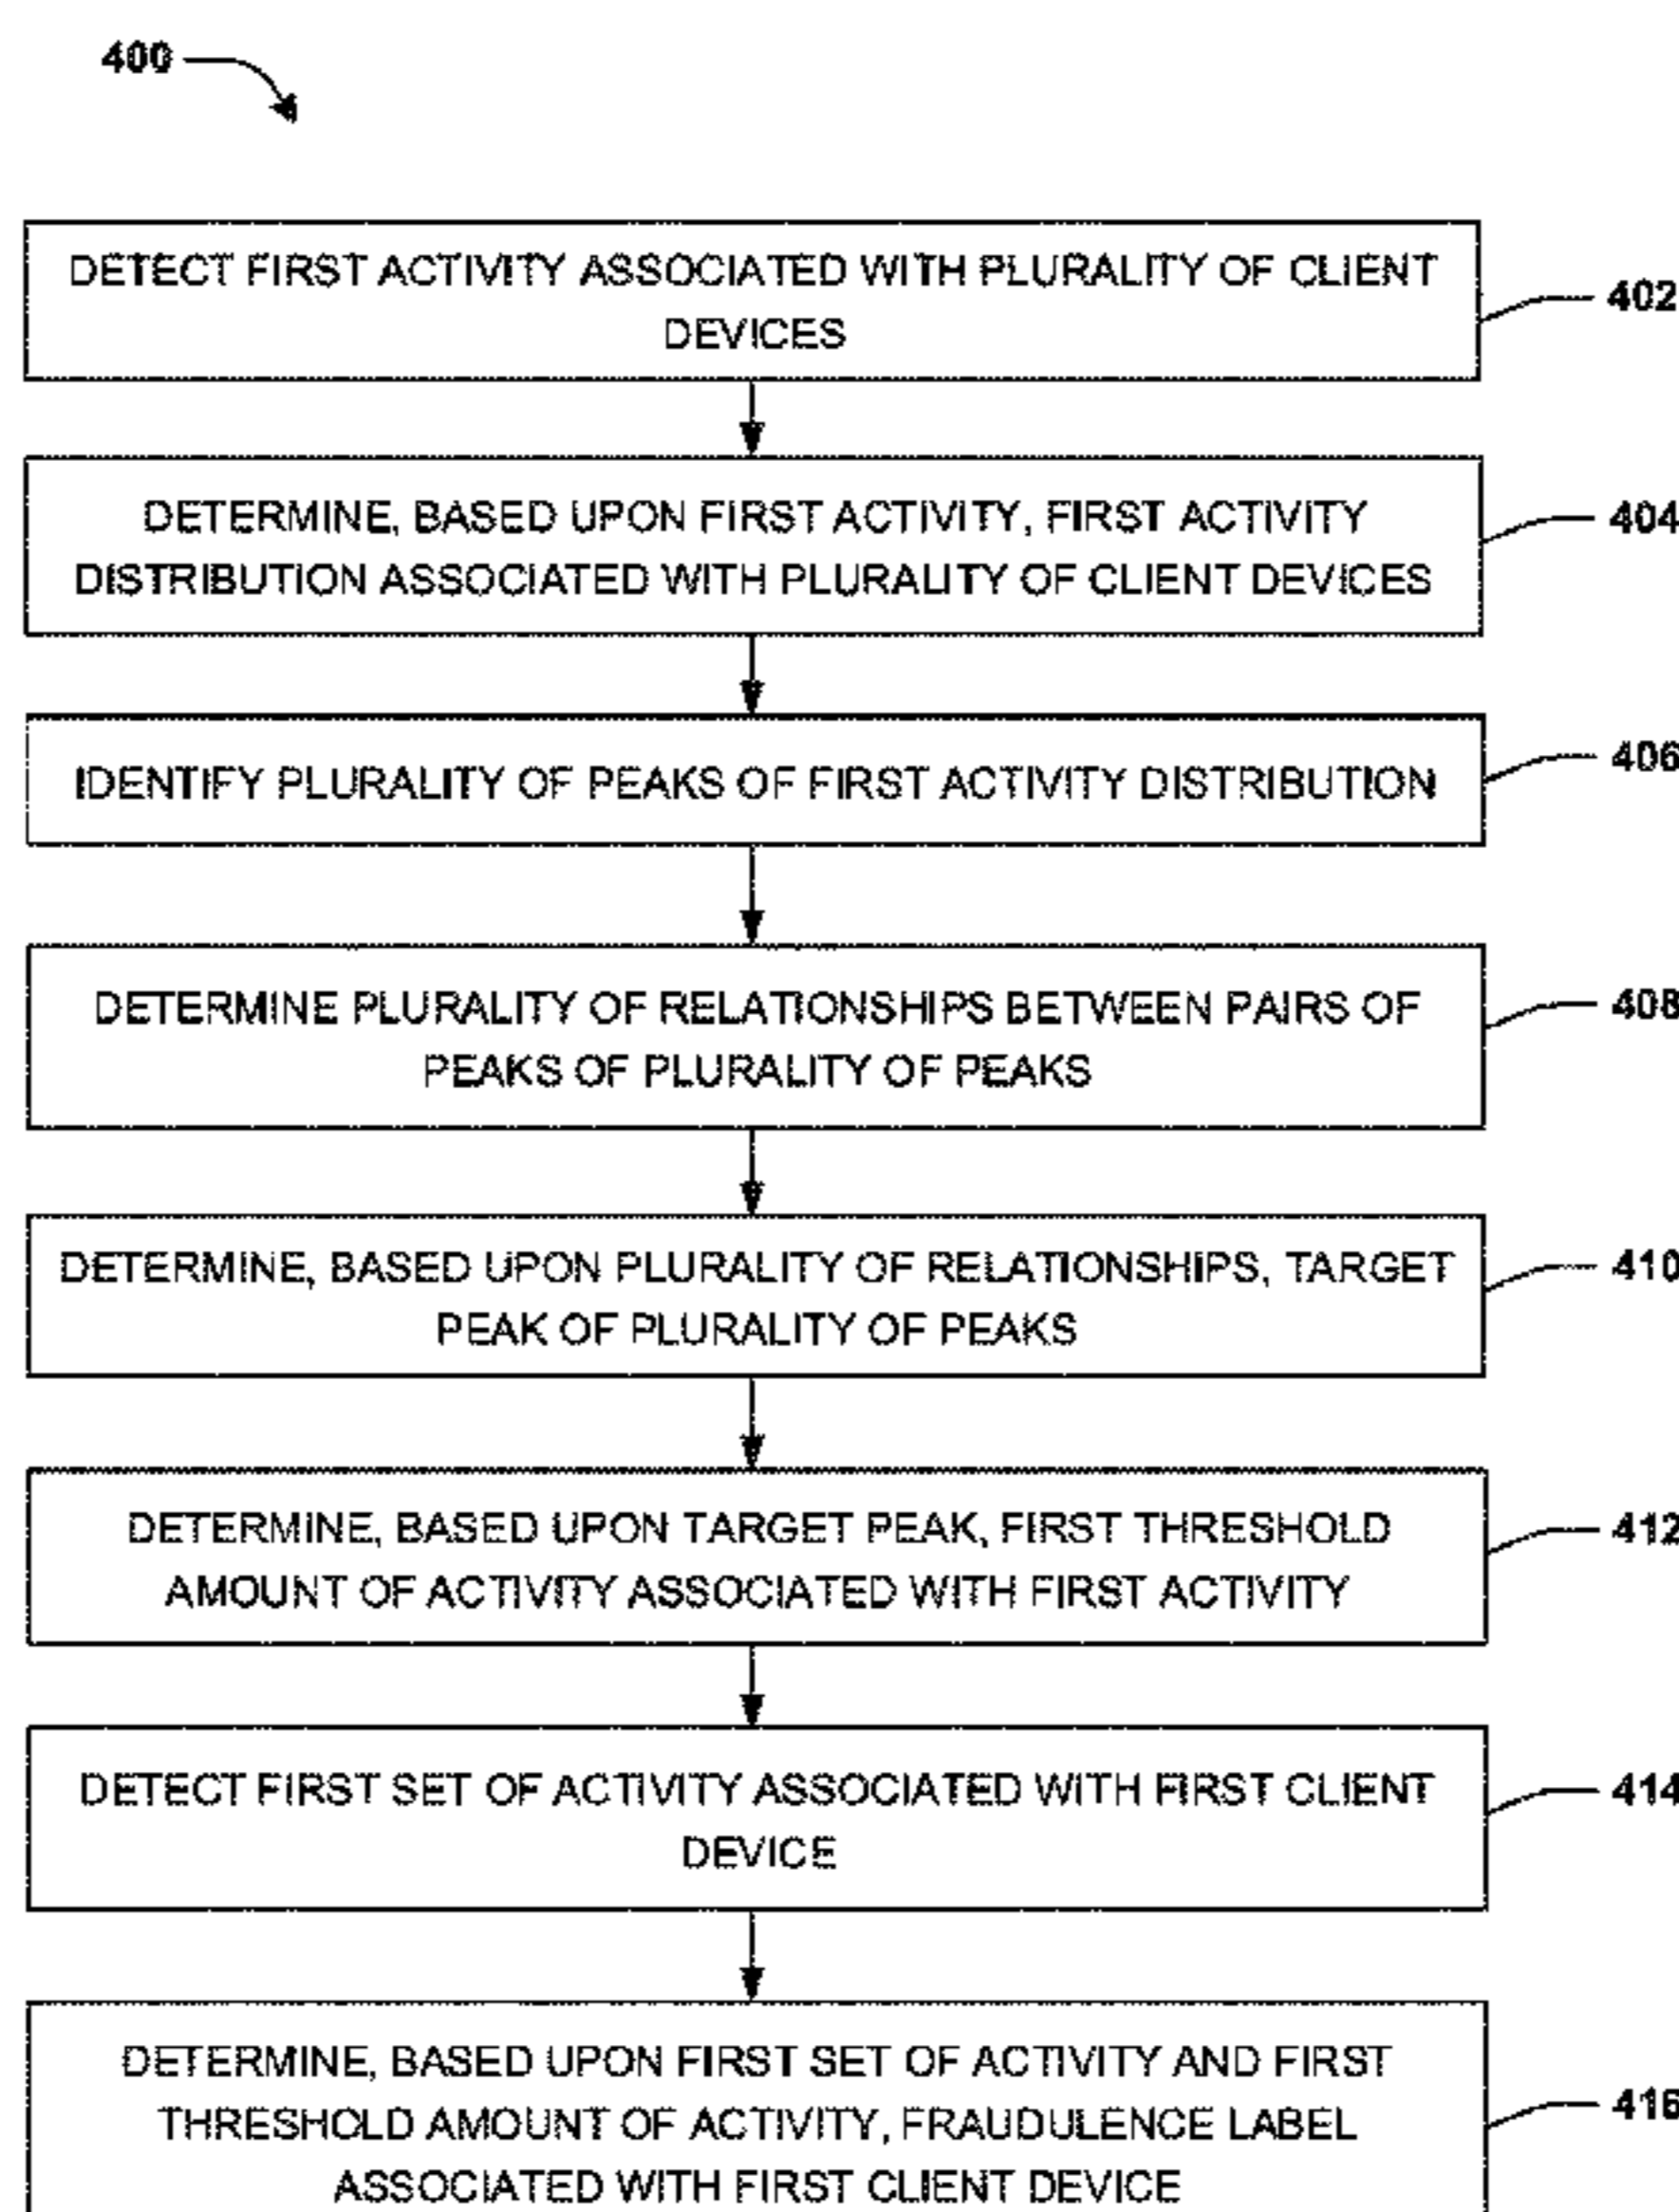 400
DETECT FIRST ACTIVITY ASSOCIATED WITH PLURALITY OF CLIENT
DEVICES
402
DETERMINE, BASED UPON FIRST ACTIVITY, FIRST ACTIVITY
DISTRIBUTION ASSOCIATED WITH PLURALITY OF CLIENT DEVICES
404
IDENTIFY PLURALITY OF PEAKS OF FIRST ACTIVITY DISTRIBUTION
406
DETERMINE PLURALITY OF RELATIONSHIPS BETWEEN PAIRS OF
PEAKS OF PLURALITY OF PEAKS
408
DETERMINE, BASED UPON PLURALITY OF RELATIONSHIPS, TARGET
PEAK OF PLURALITY OF PEAKS
410
DETERMINE, BASED UPON TARGET PEAK, FIRST THRESHOLD
AMOUNT OF ACTIVITY ASSOCIATED WITH FIRST ACTIVITY
412
DETECT FIRST SET OF ACTIVITY ASSOCIATED WITH FIRST CLIENT
DEVICE
414
DETERMINE, BASED UPON FIRST SET OF ACTIVITY AND FIRST
THRESHOLD AMOUNT OF ACTIVITY, FRAUDULENCE LABEL
ASSOCIATED WITH FIRST CLIENT DEVICE
416